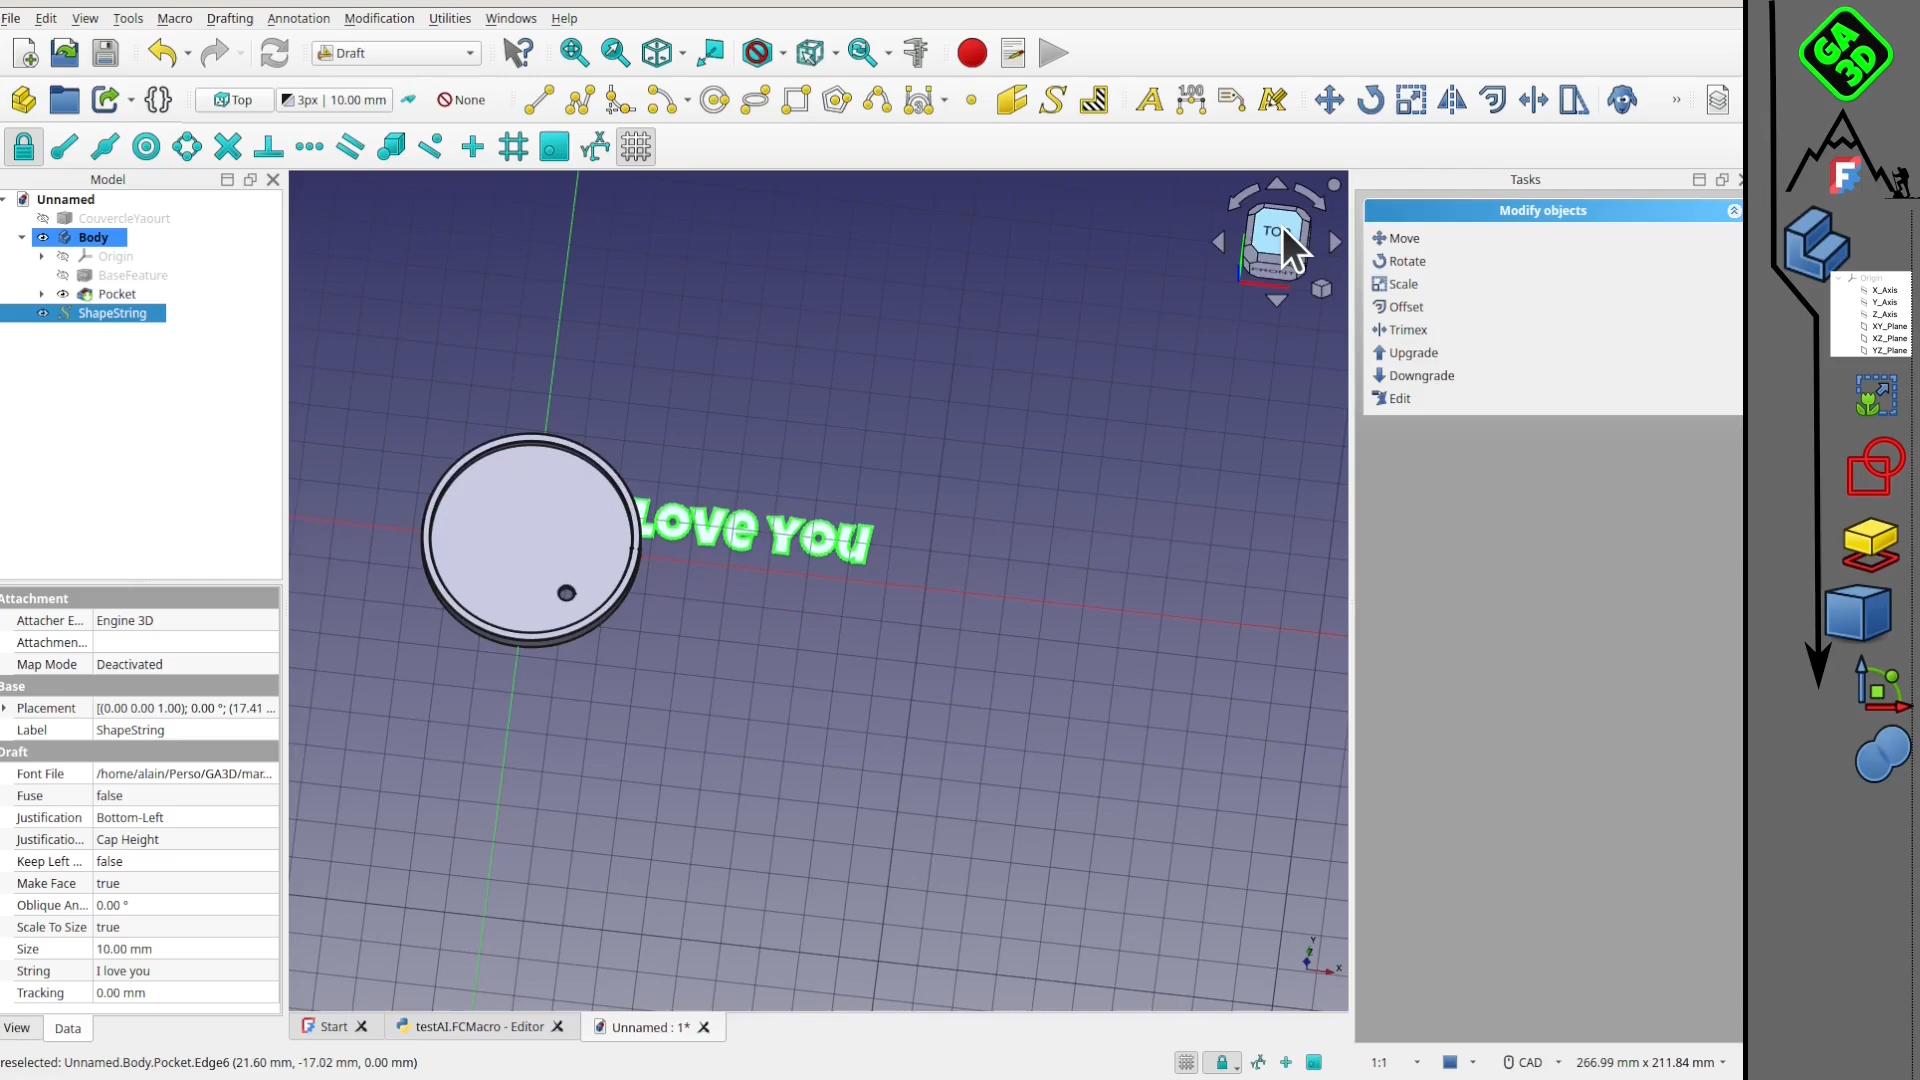 File Edit View Tools Macro Drafting Annotation Modification Utilities Windows Help
Draft
Top 3px | 10.00 mm None 1.00 »
Model
Tasks
Unnamed
CouvercleYaourt
Body
Origin
BaseFeature
Pocket
ShapeString
Attachment
Attacher E... Engine 3D
Attachmen...
Map Mode Deactivated
Base
Placement [(0.00 0.00 1.00); 0.00 °; (17.41 ...
Label ShapeString
Draft
Font File /home/alain/Perso/GA3D/mar...
Fuse false
Justification Bottom-Left
Justificatio... Cap Height
Keep Left ... false
Make Face true
Oblique An... 0.00 °
Scale To Size true
Size 10.00 mm
String I love you
Tracking 0.00 mm
View Data
Love You
FRONT
Y
Z
X
Modify objects
Move
Rotate
Scale
Offset
Trimex
Upgrade
Downgrade
Edit
Start testAI.FCMacro - Editor Unnamed : 1*
reselected: Unnamed.Body.Pocket.Edge6 (21.60 mm, -17.02 mm, 0.00 mm)
1:1 CAD 266.99 mm x 211.84 mm
GA
3D
F
Origin
X_Axis
Y_Axis
Z_Axis
XY_Plane
XZ_Plane
YZ_Plane